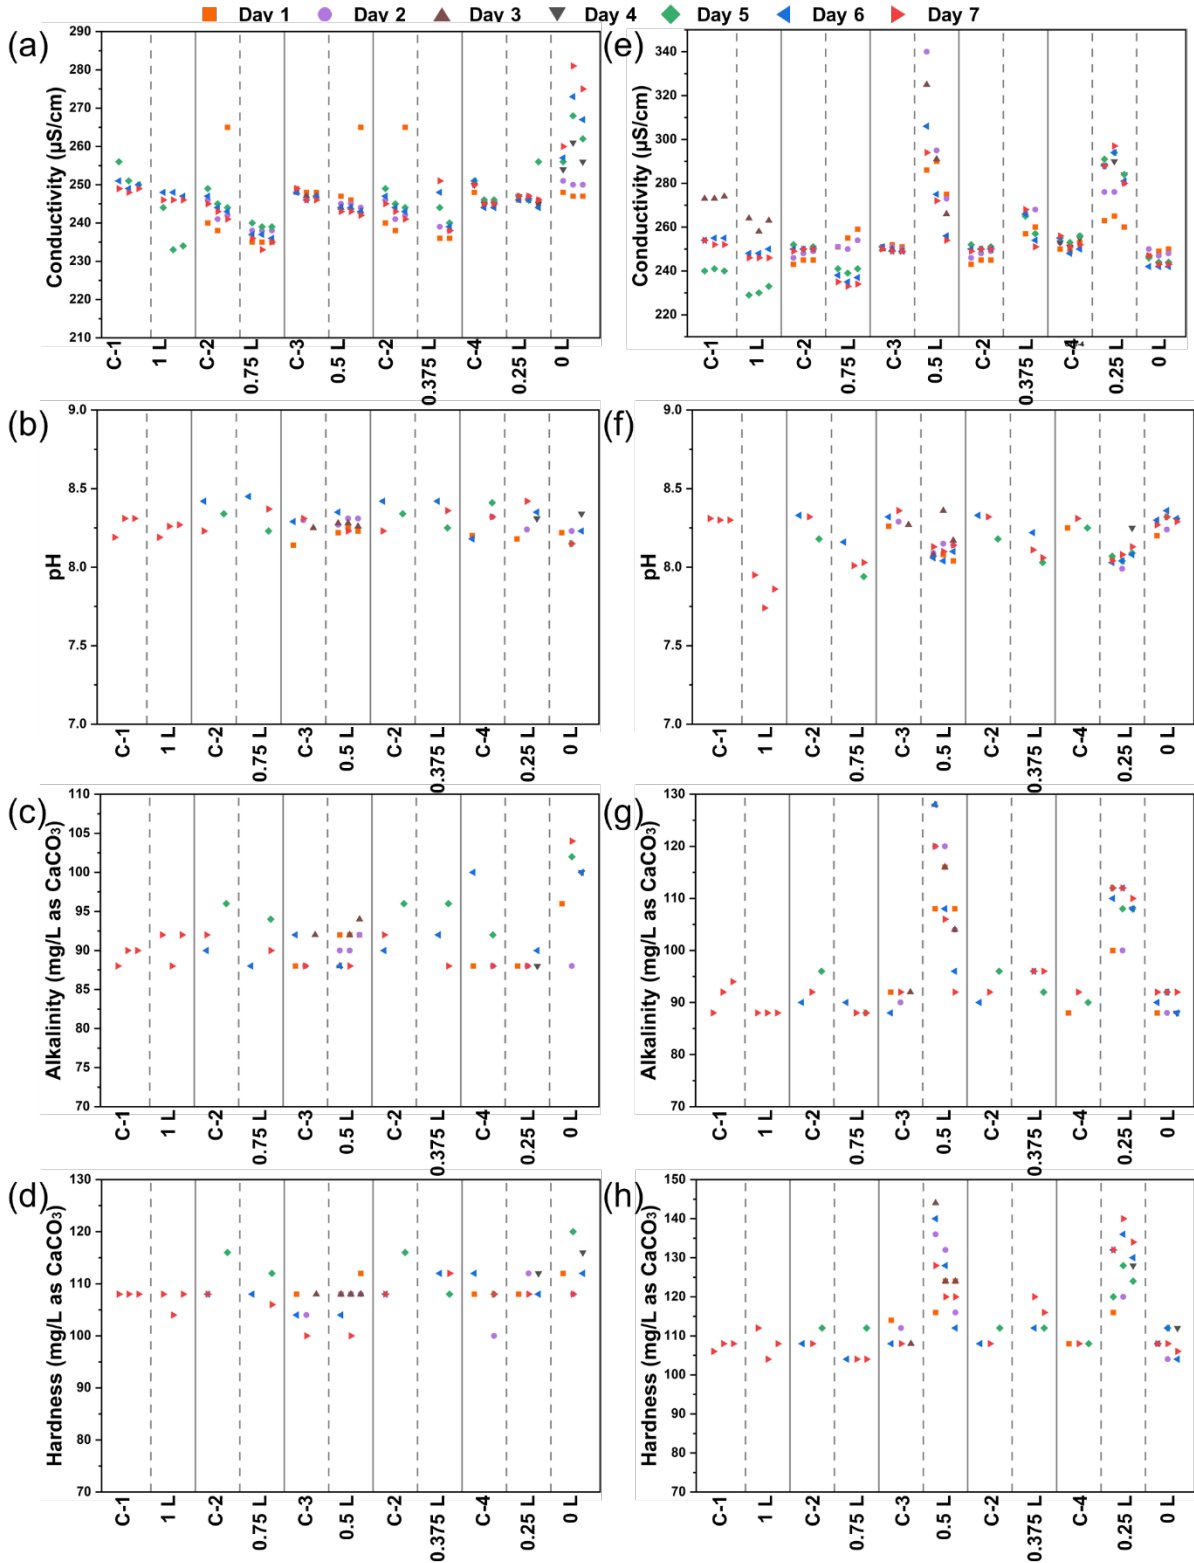 Day 1 Day 2 Day 3 Day 4 Day 5 Day 6 Day 7
(a)
Conductivity (µS/cm)
290
280
270
260
250
240
230
220
210
C-1 1 L C-2 0.75 L C-3 0.5 L C-2 0.375 L C-4 0.25 L 0 L
(e)
Conductivity (µS/cm)
340
320
300
280
260
240
220
C-1 1 L C-2 0.75 L C-3 0.5 L C-2 0.375 L C-4 0.25 L 0 L
(b)
pH
9.0
8.5
8.0
7.5
7.0
C-1 1 L C-2 0.75 L C-3 0.5 L C-2 0.375 L C-4 0.25 L 0 L
(f)
pH
9.0
8.5
8.0
7.5
7.0
C-1 1 L C-2 0.75 L C-3 0.5 L C-2 0.375 L C-4 0.25 L 0 L
(c)
Alkalinity (mg/L as CaCO₃)
110
105
100
95
90
85
80
75
70
C-1 1 L C-2 0.75 L C-3 0.5 L C-2 0.375 L C-4 0.25 L 0 L
(g)
Alkalinity (mg/L as CaCO₃)
130
120
110
100
90
80
70
C-1 1 L C-2 0.75 L C-3 0.5 L C-2 0.375 L C-4 0.25 L 0 L
(d)
Hardness (mg/L as CaCO₃)
130
120
110
100
90
80
70
C-1 1 L C-2 0.75 L C-3 0.5 L C-2 0.375 L C-4 0.25 L 0 L
(h)
Hardness (mg/L as CaCO₃)
150
140
130
120
110
100
90
80
70
C-1 1 L C-2 0.75 L C-3 0.5 L C-2 0.375 L C-4 0.25 L 0 L